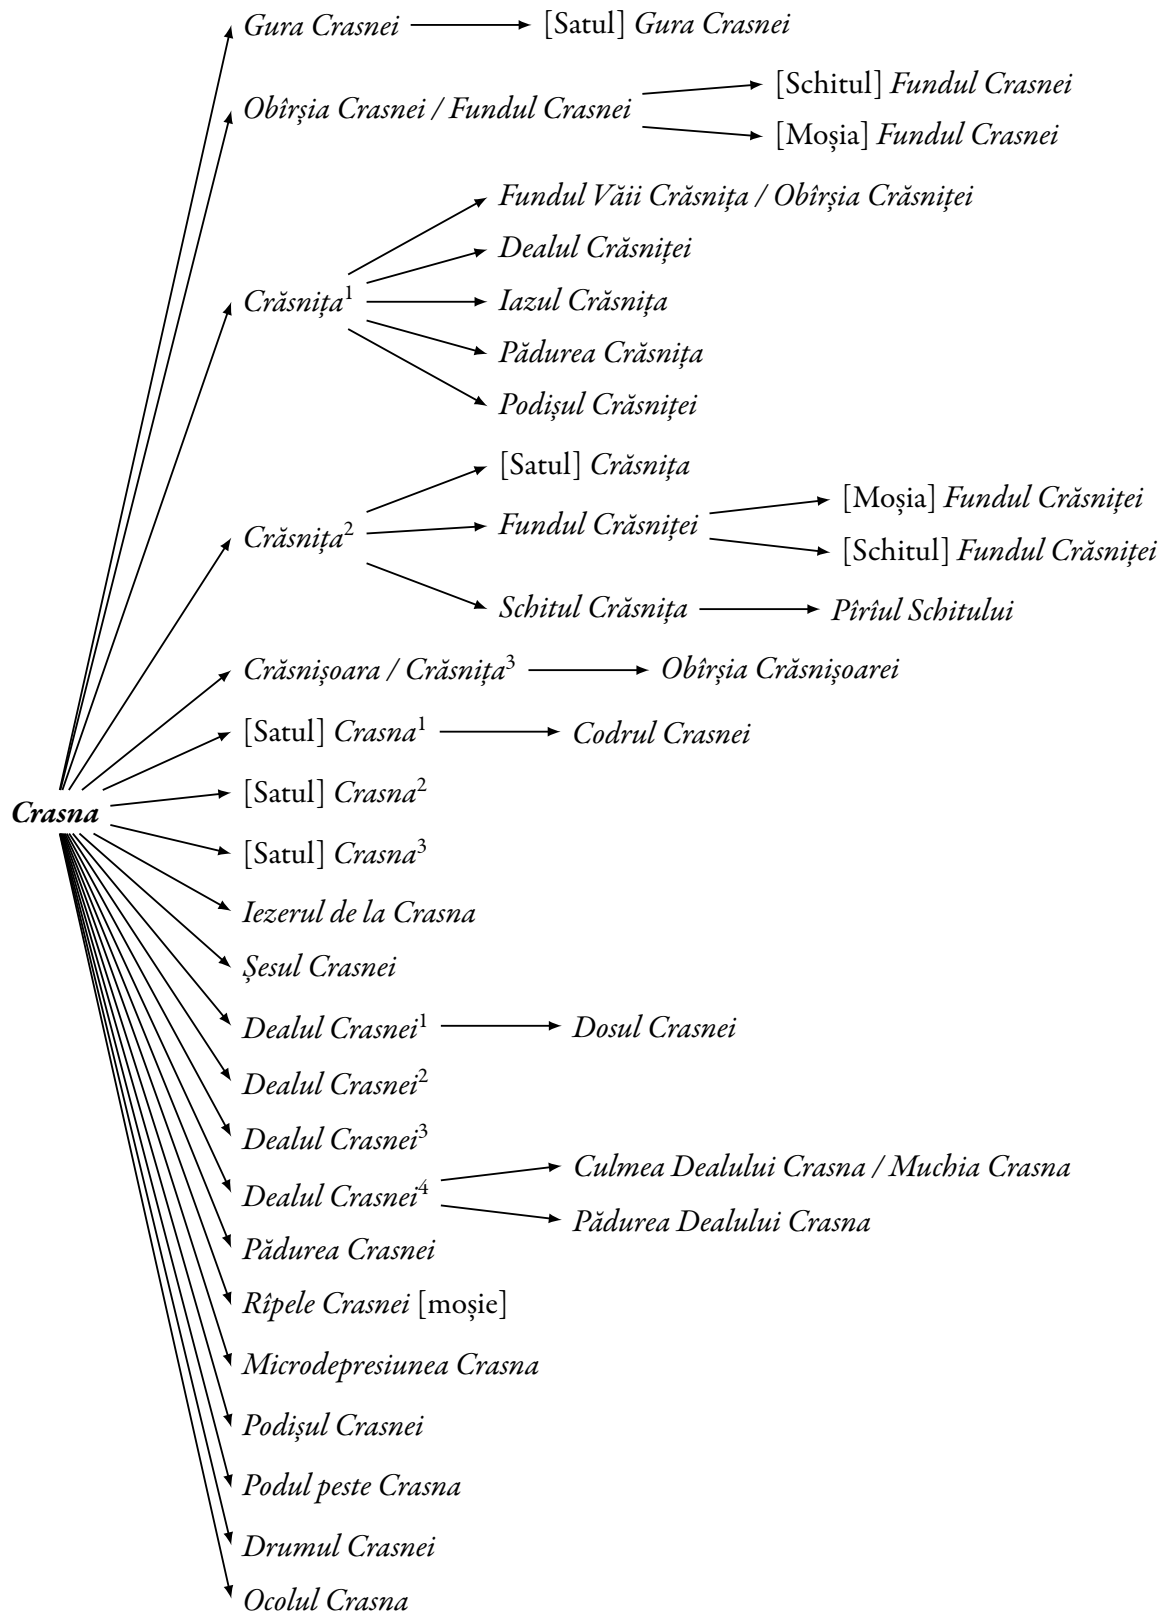 Gura Crasnei [Satul] Gura Crasnei
[Schitul] Fundul Crasnei
Obîrșia Crasnei / Fundul Crasnei
[Moșia] Fundul Crasnei
Fundul Văii Crăsnița / Obîrșia Crăsniței
Dealul Crăsniței
Crăsnița¹ Iazul Crăsnița
Pădurea Crăsnița
Podișul Crăsniței
[Satul] Crăsnița
[Moșia] Fundul Crăsniței
Crăsnița² Fundul Crăsniței
[Schitul] Fundul Crăsniței
Schitul Crăsnița Pîrîul Schitului
Crăsnișoara / Crăsnița³ Obîrșia Crăsnișoarei
[Satul] Crasna¹ Codrul Crasnei
[Satul] Crasna²
Crasna
[Satul] Crasna³
Iezerul de la Crasna
Șesul Crasnei
Dealul Crasnei¹ Dosul Crasnei
Dealul Crasnei²
Dealul Crasnei³
Culmea Dealului Crasna / Muchia Crasna
Dealul Crasnei⁴
Pădurea Dealului Crasna
Pădurea Crasnei
Rîpele Crasnei [moșie]
Microdepresiunea Crasna
Podișul Crasnei
Podul peste Crasna
Drumul Crasnei
Ocolul Crasna